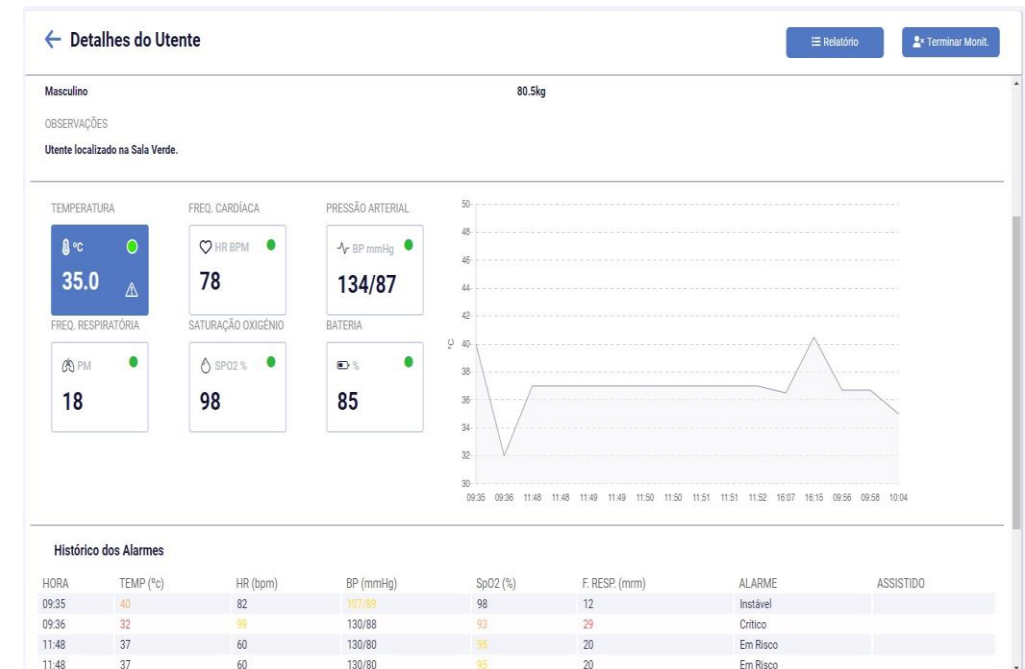 Detalhes do Utente
Relatório
Terminar Monit.
Masculino 80.5kg
OBSERVAÇÕES
Utente localizado na Sala Verde.
TEMPERATURA FREQ. CARDÍACA PRESSÃO ARTERIAL
ºC HR BPM BP mmHg
35.0 78 134/87
FREQ. RESPIRATÓRIA SATURAÇÃO OXIGÉNIO BATERIA
PM SPO2 % %
18 98 85
50
48
46
44
42
ºC 40
38
36
34
32
30
09:35 09:36 11:48 11:48 11:49 11:49 11:50 11:50 11:51 11:51 11:52 16:07 16:15 09:56 09:58 10:04
Histórico dos Alarmes
HORA TEMP (ºc) HR (bpm) BP (mmHg) SpO2 (%) F. RESP. (mrm) ALARME ASSISTIDO
09:35 40 82 107/89 98 12 Instável
09:36 32 99 130/88 93 29 Crítico
11:48 37 60 130/80 95 20 Em Risco
11:48 37 60 130/80 95 20 Em Risco